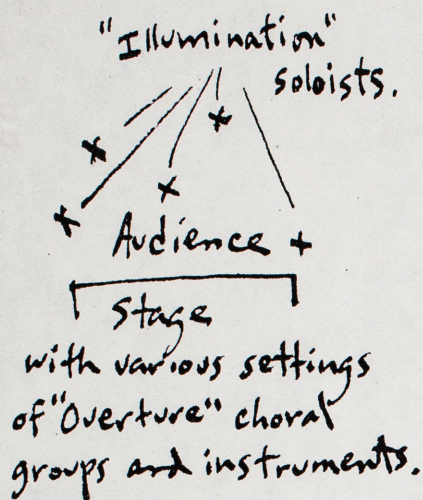 "Illumination"
soloists.
Audience
Stage
with various settings
of "Overture" choral
groups and instruments.